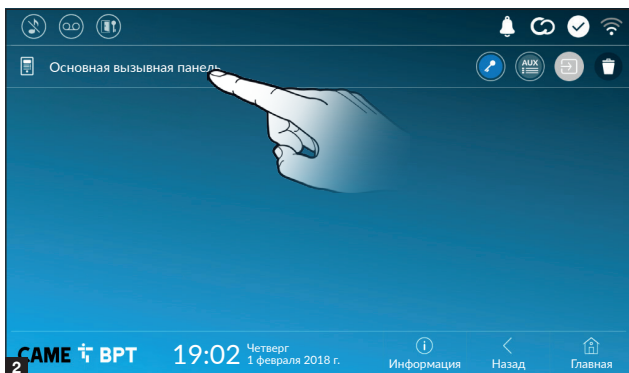 Основная вызывная панель
AUX
2
CAME BPT
19:02
Четверг
1 февраля 2018 г.
Информация
Назад
Главная